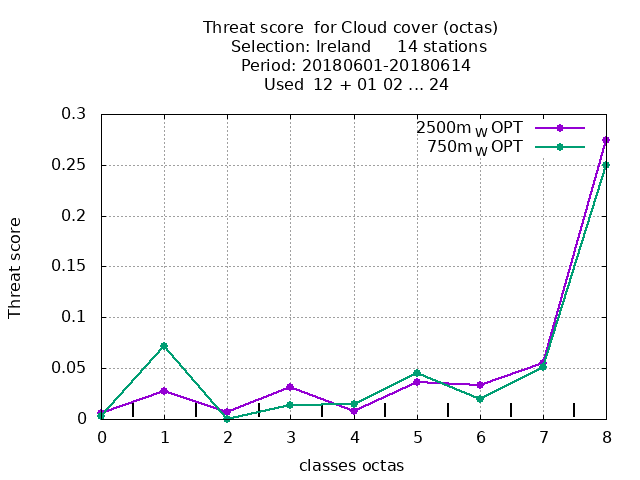 Threat score for Cloud cover (octas)
Selection: Ireland 14 stations
Period: 20180601-20180614
Used 12 + 01 02 ... 24
2500m W OPT
750m W OPT
0.3
0.25
0.2
0.15
0.1
0.05
0
Threat score
0 1 2 3 4 5 6 7 8
classes octas